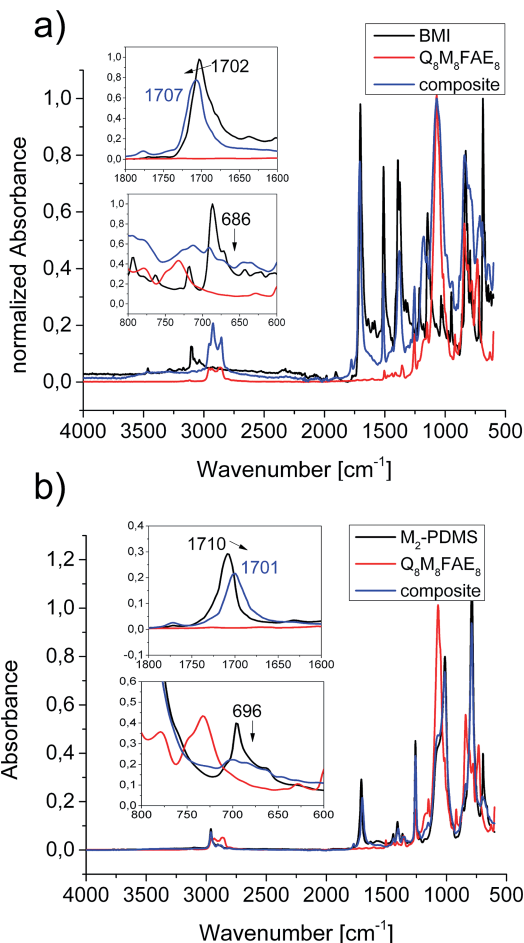 a)
BMI
Q₈M₈FAE₈
composite
normalized Absorbance
1,0
0,8
0,6
0,4
0,2
0,0
4000 3500 3000 2500 2000 1500 1000 500
Wavenumber [cm⁻¹]
1,0
0,8
0,6
0,4
0,2
0,0
1702
1707
1800 1750 1700 1650 1600
1,0
0,8
0,6
0,4
0,2
0,0
686
800 750 700 650 600
b)
M₂-PDMS
Q₈M₈FAE₈
composite
Absorbance
1,2
1,0
0,8
0,6
0,4
0,2
0,0
4000 3500 3000 2500 2000 1500 1000 500
Wavenumber [cm⁻¹]
0,4
0,3
0,2
0,1
0,0
-0,1
1710
1701
1800 1750 1700 1650 1600
0,6
0,5
0,4
0,3
0,2
0,1
0,0
696
800 750 700 650 600